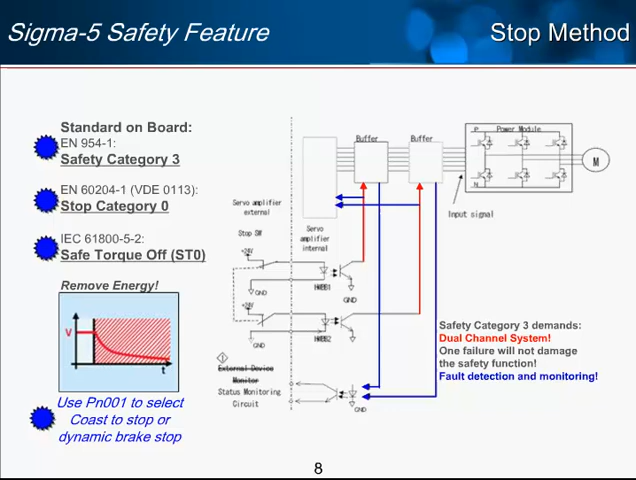 Sigma-5 Safety Feature
Stop Method
Standard on Board:
EN 954-1:
Safety Category 3
EN 60204-1 (VDE 0113):
Stop Category 0
IEC 61800-5-2:
Safe Torque Off (ST0)
Remove Energy!
V
t
Use Pn001 to select
Coast to stop or
dynamic brake stop
Buffer
Buffer
Power Module
P
N
M
Input signal
Servo amplifier
external
Servo
amplifier
internal
Stop SW
+24V
GND
HWBB1
GND
+24V
GND
HWBB2
1
External Device
Monitor
Status Monitoring
Circuit
GND
Safety Category 3 demands:
Dual Channel System!
One failure will not damage
the safety function!
Fault detection and monitoring!
8